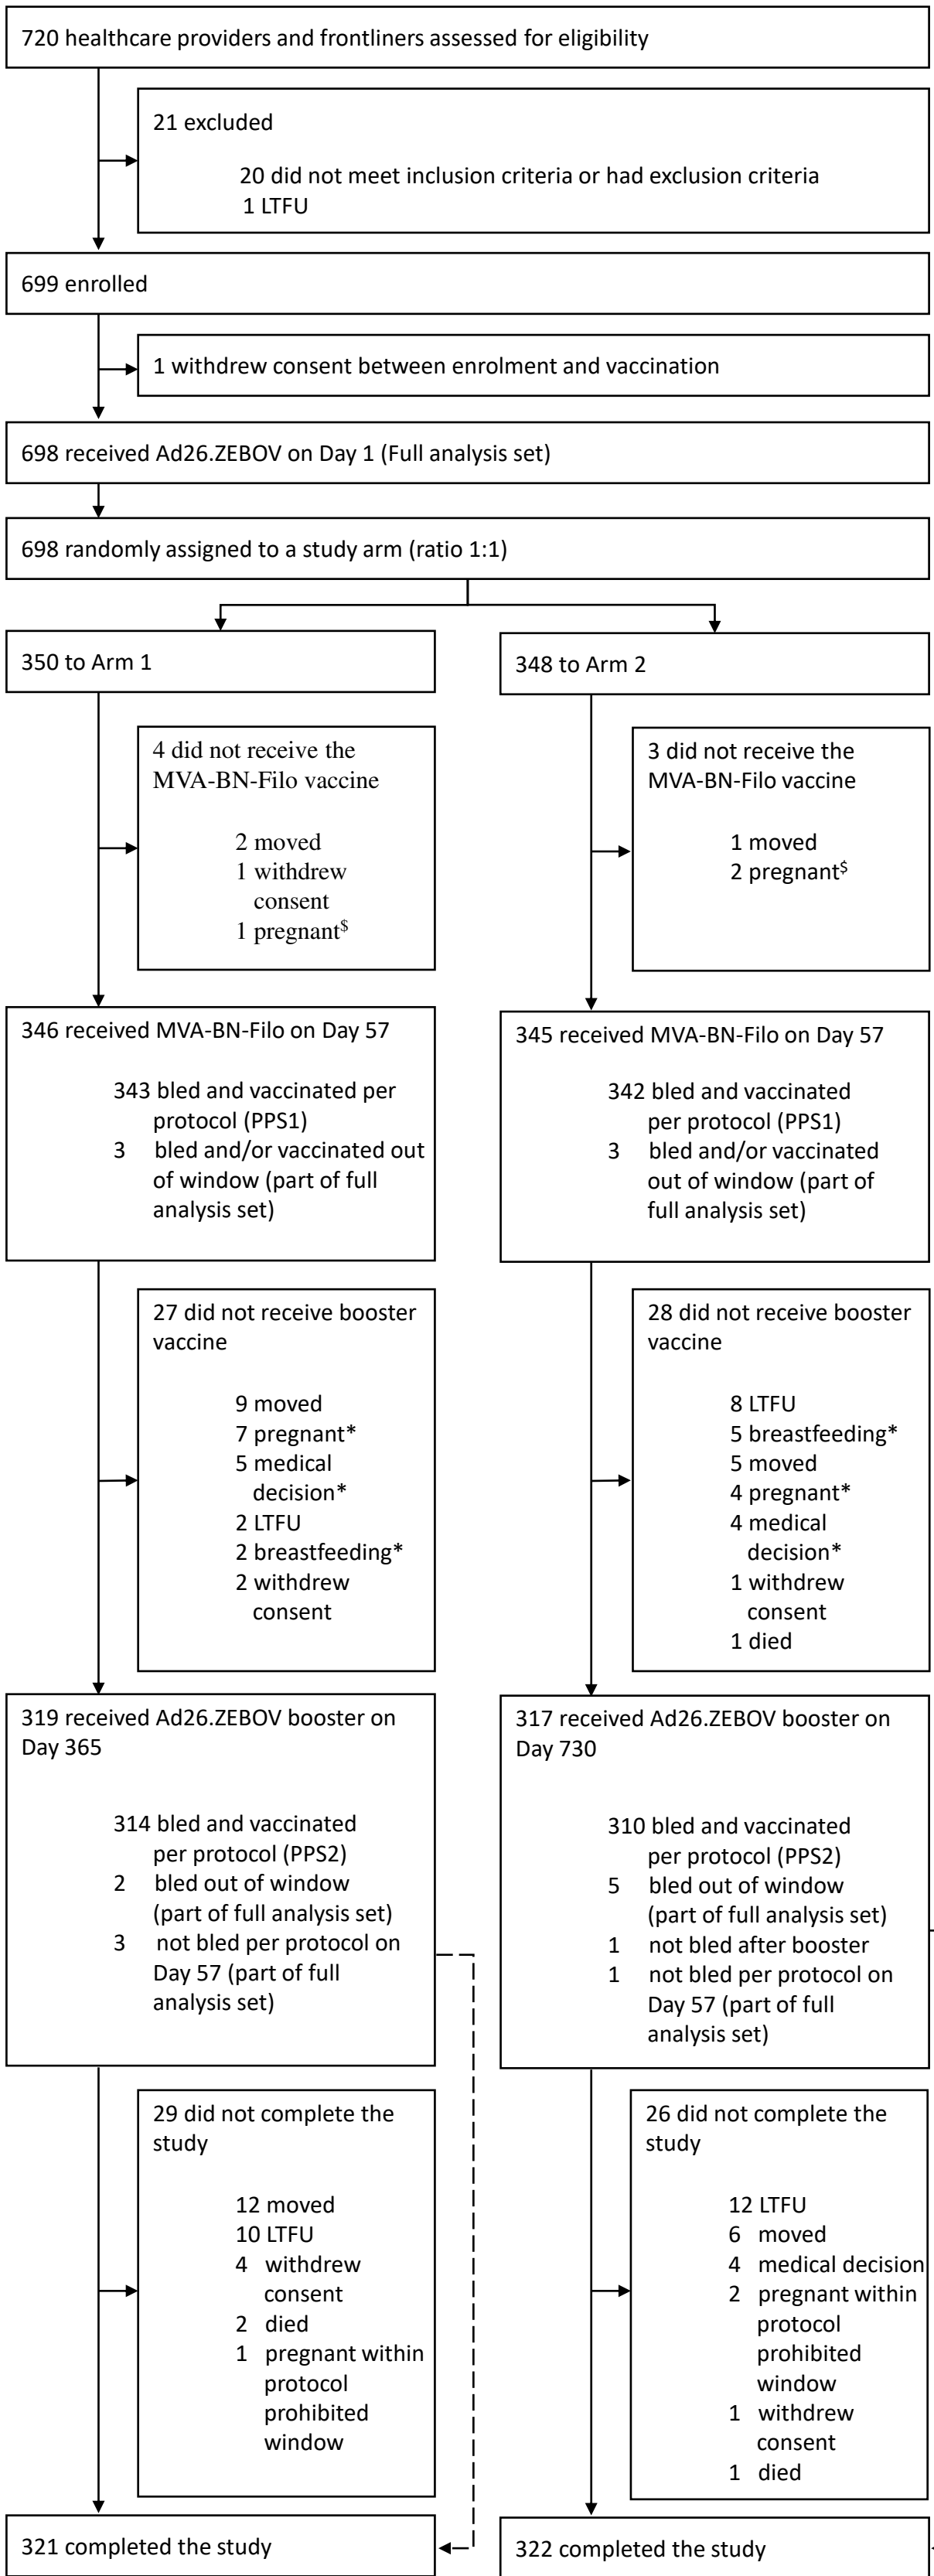 720 healthcare providers and frontliners assessed for eligibility
21 excluded
20 did not meet inclusion criteria or had exclusion criteria
1 LTFU
699 enrolled
1 withdrew consent between enrolment and vaccination
698 received Ad26.ZEBOV on Day 1 (Full analysis set)
698 randomly assigned to a study arm (ratio 1:1)
350 to Arm 1
348 to Arm 2
4 did not receive the
MVA-BN-Filo vaccine
2 moved
1 withdrew
consent
1 pregnant$
3 did not receive the
MVA-BN-Filo vaccine
1 moved
2 pregnant$
346 received MVA-BN-Filo on Day 57
343 bled and vaccinated per
protocol (PPS1)
3 bled and/or vaccinated out
of window (part of full
analysis set)
345 received MVA-BN-Filo on Day 57
342 bled and vaccinated
per protocol (PPS1)
3 bled and/or vaccinated
out of window (part of
full analysis set)
27 did not receive booster
vaccine
9 moved
7 pregnant*
5 medical
decision*
2 LTFU
2 breastfeeding*
2 withdrew
consent
28 did not receive booster
vaccine
8 LTFU
5 breastfeeding*
5 moved
4 pregnant*
4 medical
decision*
1 withdrew
consent
1 died
319 received Ad26.ZEBOV booster on
Day 365
314 bled and vaccinated
per protocol (PPS2)
2 bled out of window
(part of full analysis set)
3 not bled per protocol on
Day 57 (part of full
analysis set)
317 received Ad26.ZEBOV booster on
Day 730
310 bled and vaccinated
per protocol (PPS2)
5 bled out of window
(part of full analysis set)
1 not bled after booster
1 not bled per protocol on
Day 57 (part of full
analysis set)
29 did not complete the
study
12 moved
10 LTFU
4 withdrew
consent
2 died
1 pregnant within
protocol
prohibited
window
26 did not complete the
study
12 LTFU
6 moved
4 medical decision
2 pregnant within
protocol
prohibited
window
1 withdrew
consent
1 died
321 completed the study
322 completed the study